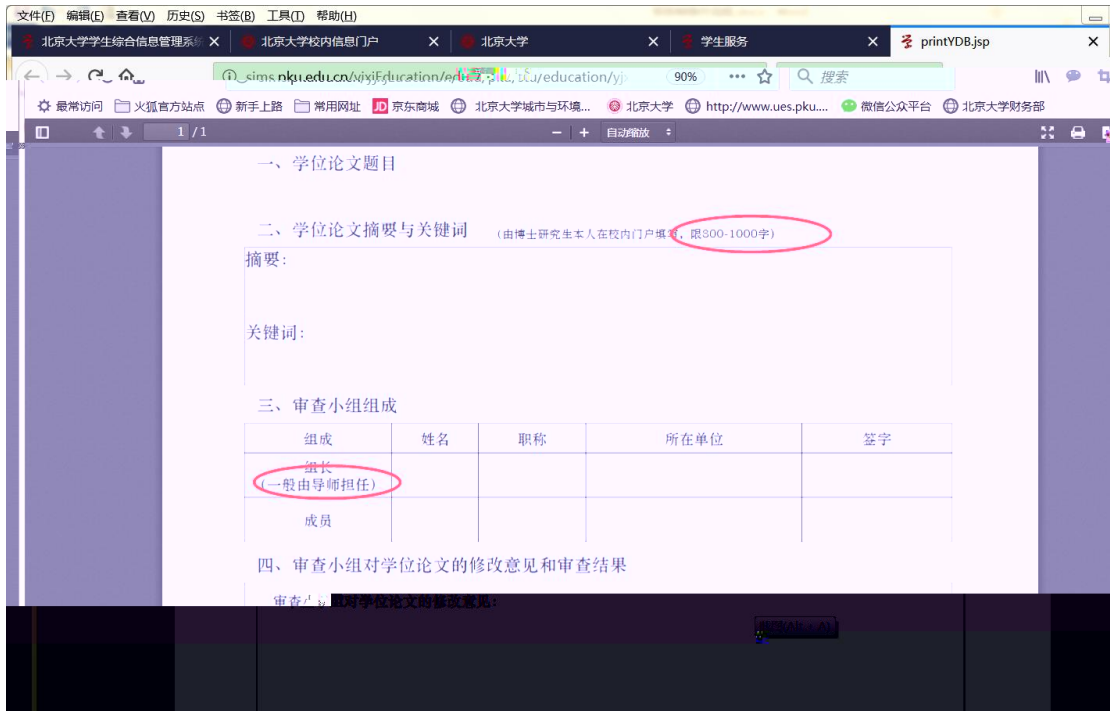 文件(F) 编辑(E) 查看(V) 历史(S) 书签(B) 工具(T) 帮助(H)
北京大学学生综合信息管理系统 北京大学校内信息门户 北京大学 学生服务 printYDB.jsp
90% 搜索
最常访问 火狐官方站点 新手上路 常用网址 京东商城 北京大学城市与环境... 北京大学 http://www.ues.pku.... 微信公众平台 北京大学财务部
1 / 1 自动缩放
一、学位论文题目
二、学位论文摘要与关键词 (由博士研究生本人在校内门户填写,限800-1000字)
摘要:
关键词:
三、审查小组组成
组成 姓名 职称 所在单位 签字
组长
(一般由导师担任)
成员
四、审查小组对学位论文的修改意见和审查结果
审查小组对学位论文的修改意见: